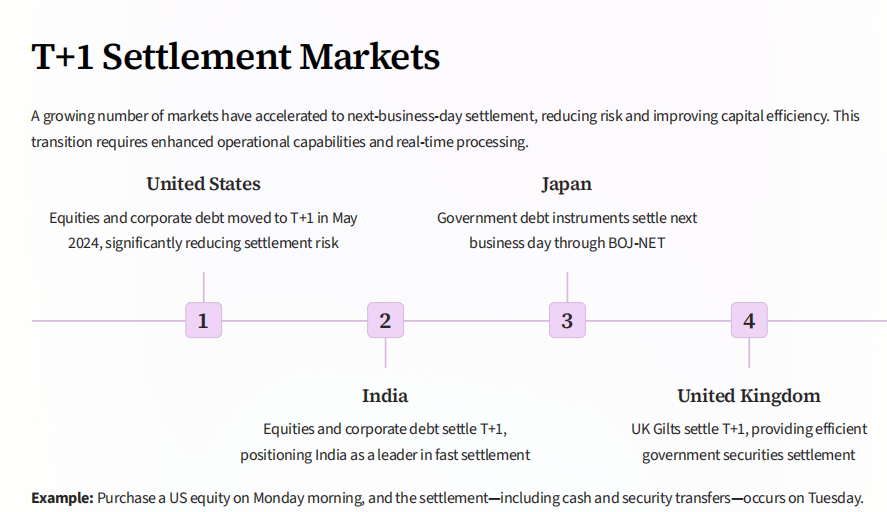 T+1 Settlement Markets
A growing number of markets have accelerated to next-business-day settlement, reducing risk and improving capital efficiency. This
transition requires enhanced operational capabilities and real-time processing.
United States
Equities and corporate debt moved to T+1 in May
2024, significantly reducing settlement risk
Japan
Government debt instruments settle next
business day through BOJ-NET
1
2
3
4
India
Equities and corporate debt settle T+1,
positioning India as a leader in fast settlement
United Kingdom
UK Gilts settle T+1, providing efficient
government securities settlement
Example: Purchase a US equity on Monday morning, and the settlement—including cash and security transfers—occurs on Tuesday.